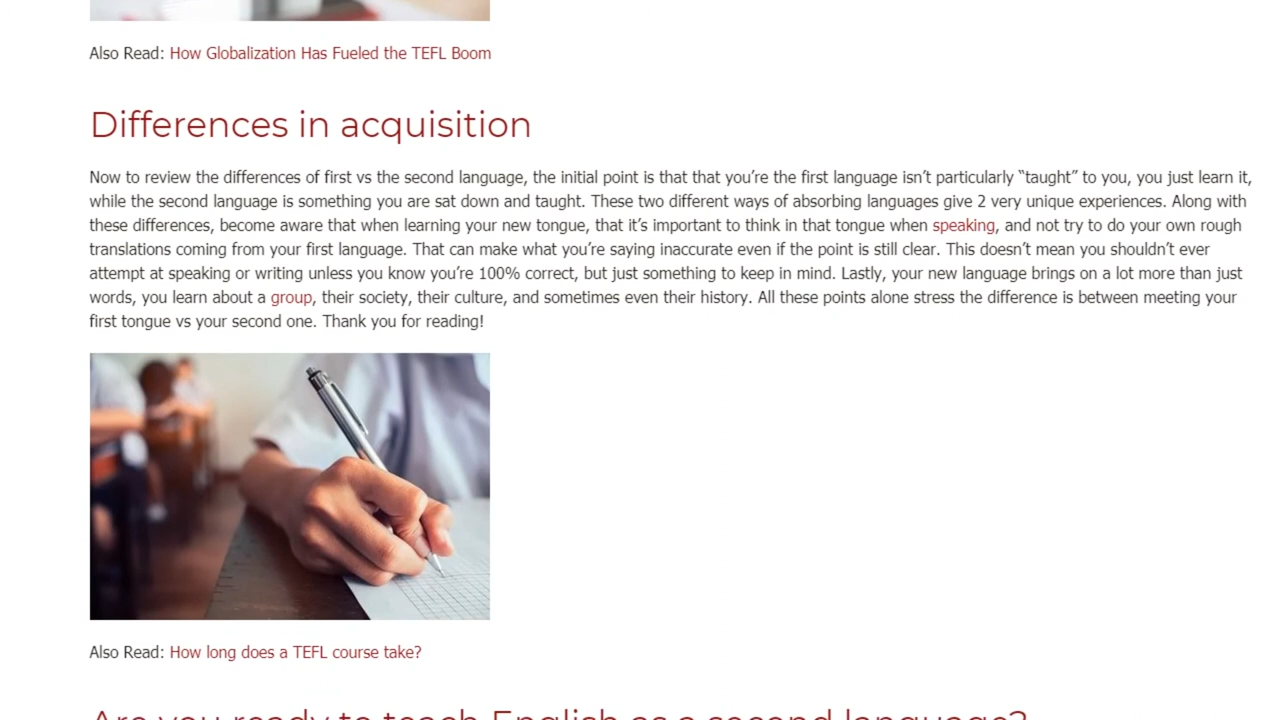 Also Read: How Globalization Has Fueled the TEFL Boom
Differences in acquisition
Now to review the differences of first vs the second language, the initial point is that that you’re the first language isn’t particularly “taught” to you, you just learn it,
while the second language is something you are sat down and taught. These two different ways of absorbing languages give 2 very unique experiences. Along with
these differences, become aware that when learning your new tongue, that it’s important to think in that tongue when speaking, and not try to do your own rough
translations coming from your first language. That can make what you’re saying inaccurate even if the point is still clear. This doesn’t mean you shouldn’t ever
attempt at speaking or writing unless you know you’re 100% correct, but just something to keep in mind. Lastly, your new language brings on a lot more than just
words, you learn about a group, their society, their culture, and sometimes even their history. All these points alone stress the difference is between meeting your
first tongue vs your second one. Thank you for reading!
Also Read: How long does a TEFL course take?
Are you ready to teach English as a second language?